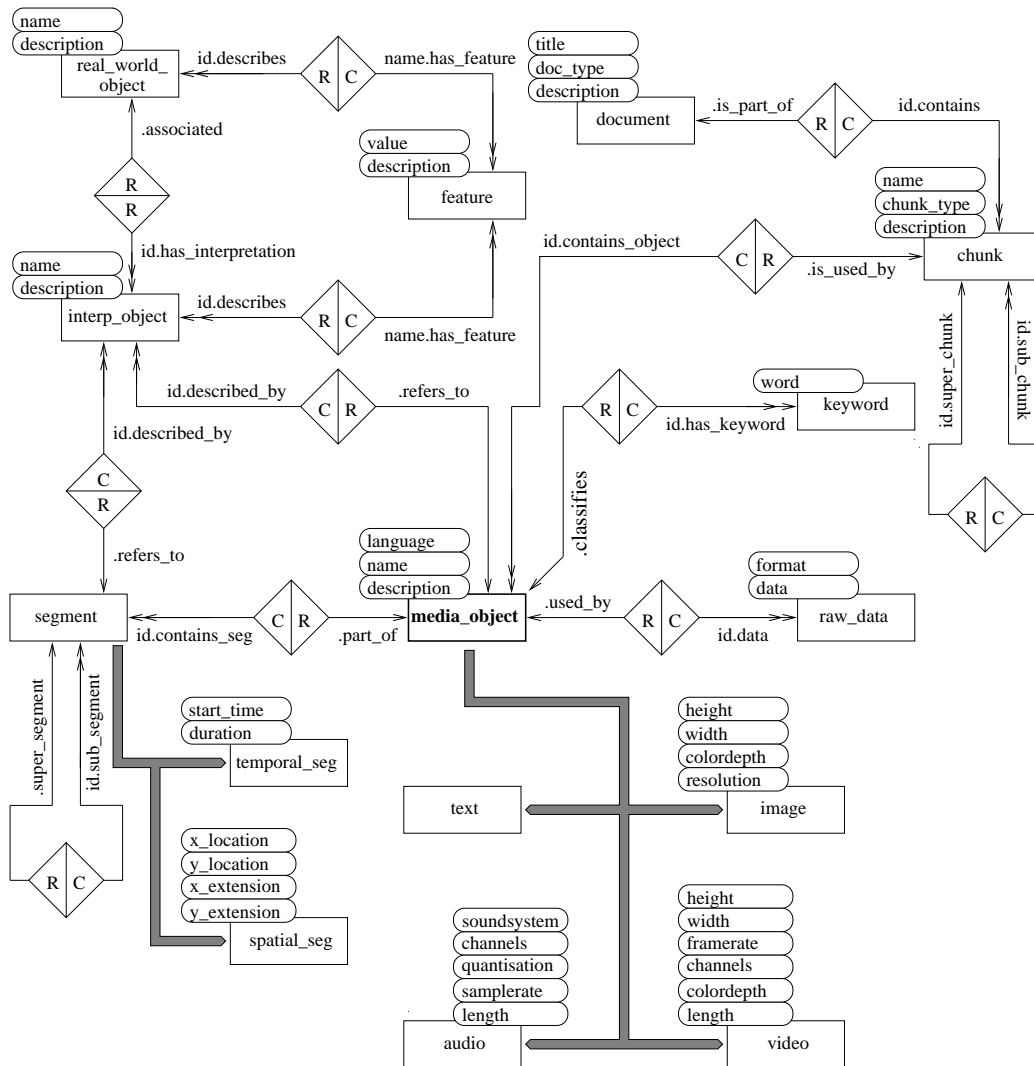 name
description
real_world_
object
id.describes
R
C
name.has_feature
title
doc_type
description
document
.is_part_of
R
C
id.contains
.associated
value
description
feature
name
chunk_type
description
chunk
R
R
id.has_interpretation
id.contains_object
C
R
.is_used_by
name
description
interp_object
id.describes
R
C
name.has_feature
id.super_chunk
id.sub_chunk
id.described_by
C
R
.refers_to
R
C
id.has_keyword
word
keyword
id.described_by
C
R
.refers_to
.classifies
R
C
language
name
description
media_object
format
data
raw_data
segment
id.contains_seg
C
R
.part_of
.used_by
R
C
id.data
.super_segment
id.sub_segment
R
C
start_time
duration
temporal_seg
height
width
colordepth
resolution
image
text
x_location
y_location
x_extension
y_extension
spatial_seg
soundsystem
channels
quantisation
samplerate
length
audio
height
width
framerate
channels
colordepth
length
video